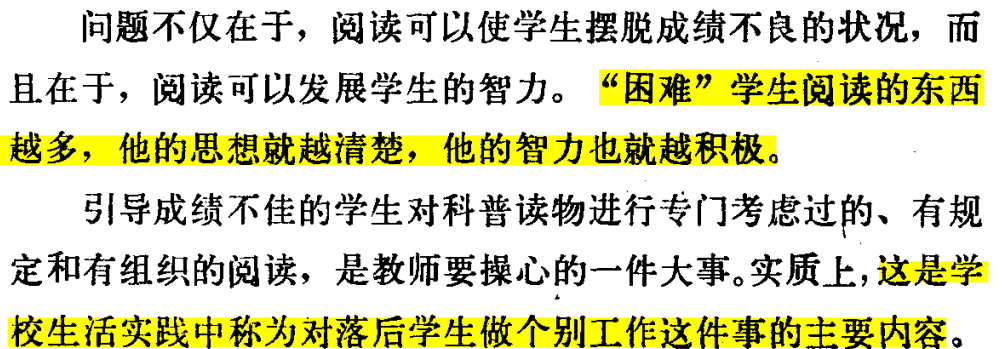 问题不仅在于，阅读可以使学生摆脱成绩不良的状况，而
且在于，阅读可以发展学生的智力。“困难”学生阅读的东西
越多，他的思想就越清楚，他的智力也就越积极。
引导成绩不佳的学生对科普读物进行专门考虑过的、有规
定和有组织的阅读，是教师要操心的一件大事。实质上，这是学
校生活实践中称为对落后学生做个别工作这件事的主要内容。